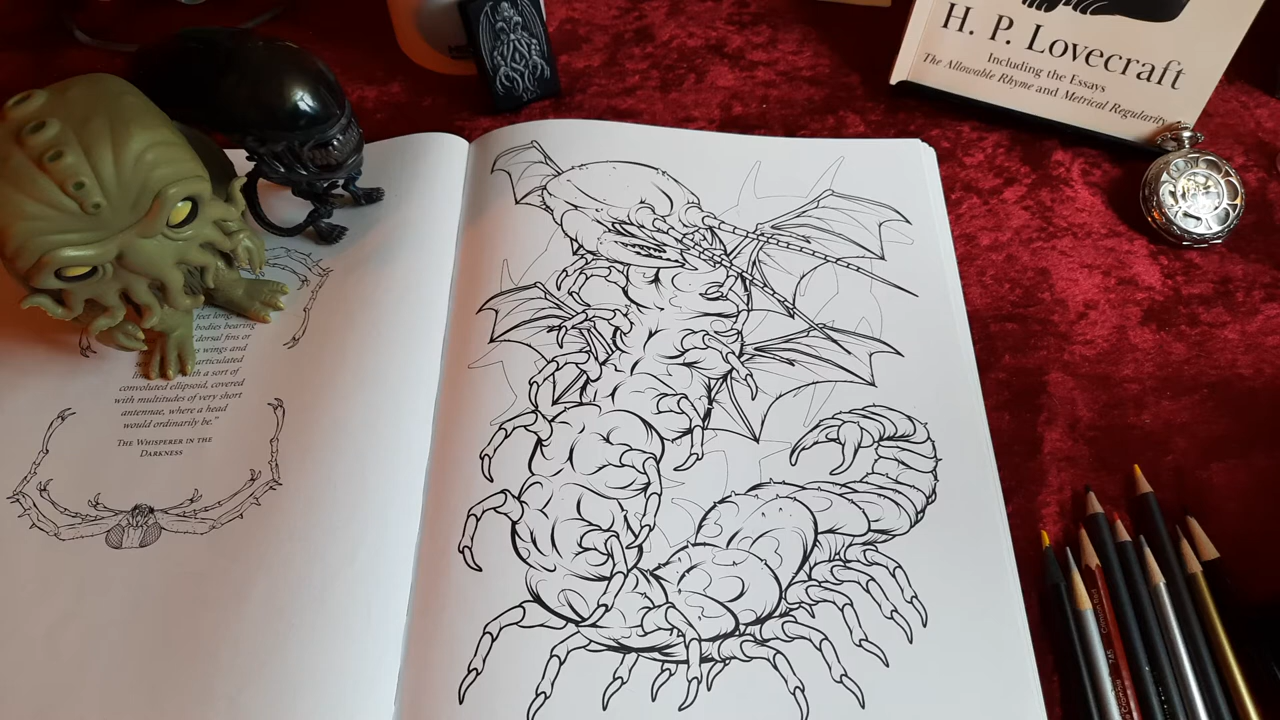 H. P. Lovecraft
Including the Essays
The Allowable Rhyme and Metrical Regularity
feet long,
bodies bearing
dorsal fins or
wings and
articulated
with a sort of
convoluted ellipsoid, covered
with multitudes of very short
antennae, where a head
would ordinarily be."
The Whisperer in the
Darkness
745